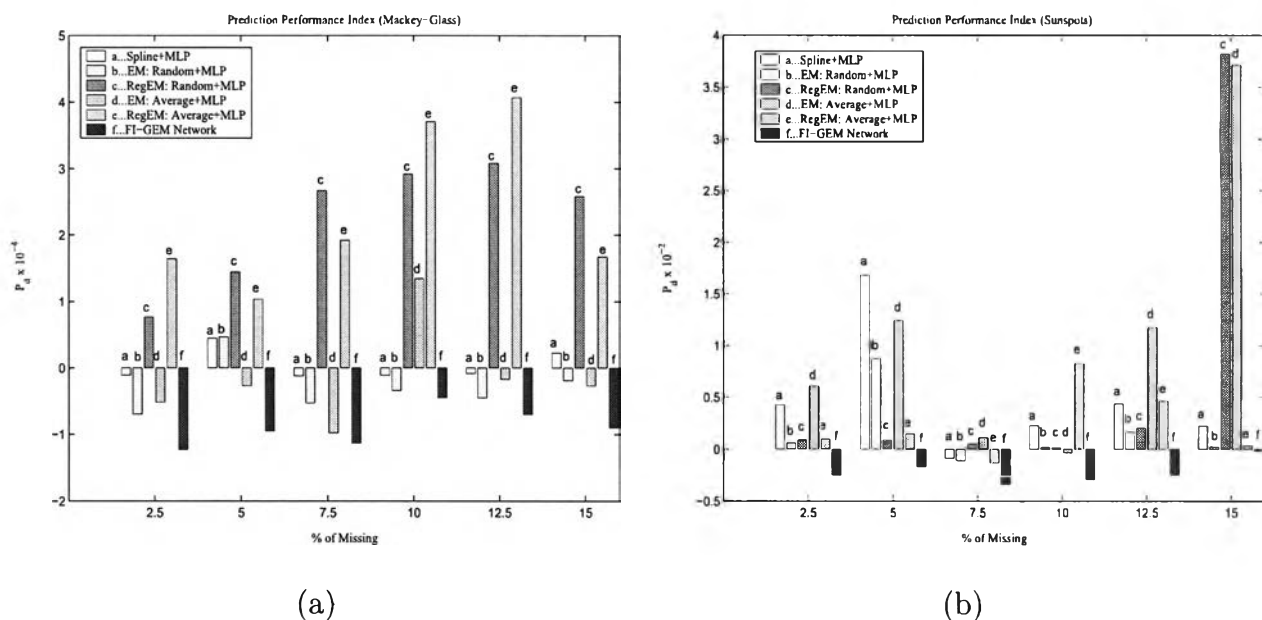 Prediction Performance Index (Mackey-Glass)
5
4
3
2
1
0
-1
-2
P_d x 10^-4
a...Spline+MLP
b...EM: Random+MLP
c...RegEM: Random+MLP
d...EM: Average+MLP
e...RegEM: Average+MLP
f...FI-GEM Network
a b c d e f
a b c d e f
a b c d e f
a b c d e f
a b c d e f
a b c d e f
2.5 5 7.5 10 12.5 15
% of Missing
(a)
Prediction Performance Index (Sunspots)
4
3.5
3
2.5
2
1.5
1
0.5
0
-0.5
P_d x 10^-2
a...Spline+MLP
b...EM: Random+MLP
c...RegEM: Random+MLP
d...EM: Average+MLP
e...RegEM: Average+MLP
f...FI-GEM Network
a b c d e f
a b c d e f
a b c d e f
a b c d e f
a b c d e f
a b c d e f
2.5 5 7.5 10 12.5 15
% of Missing
(b)